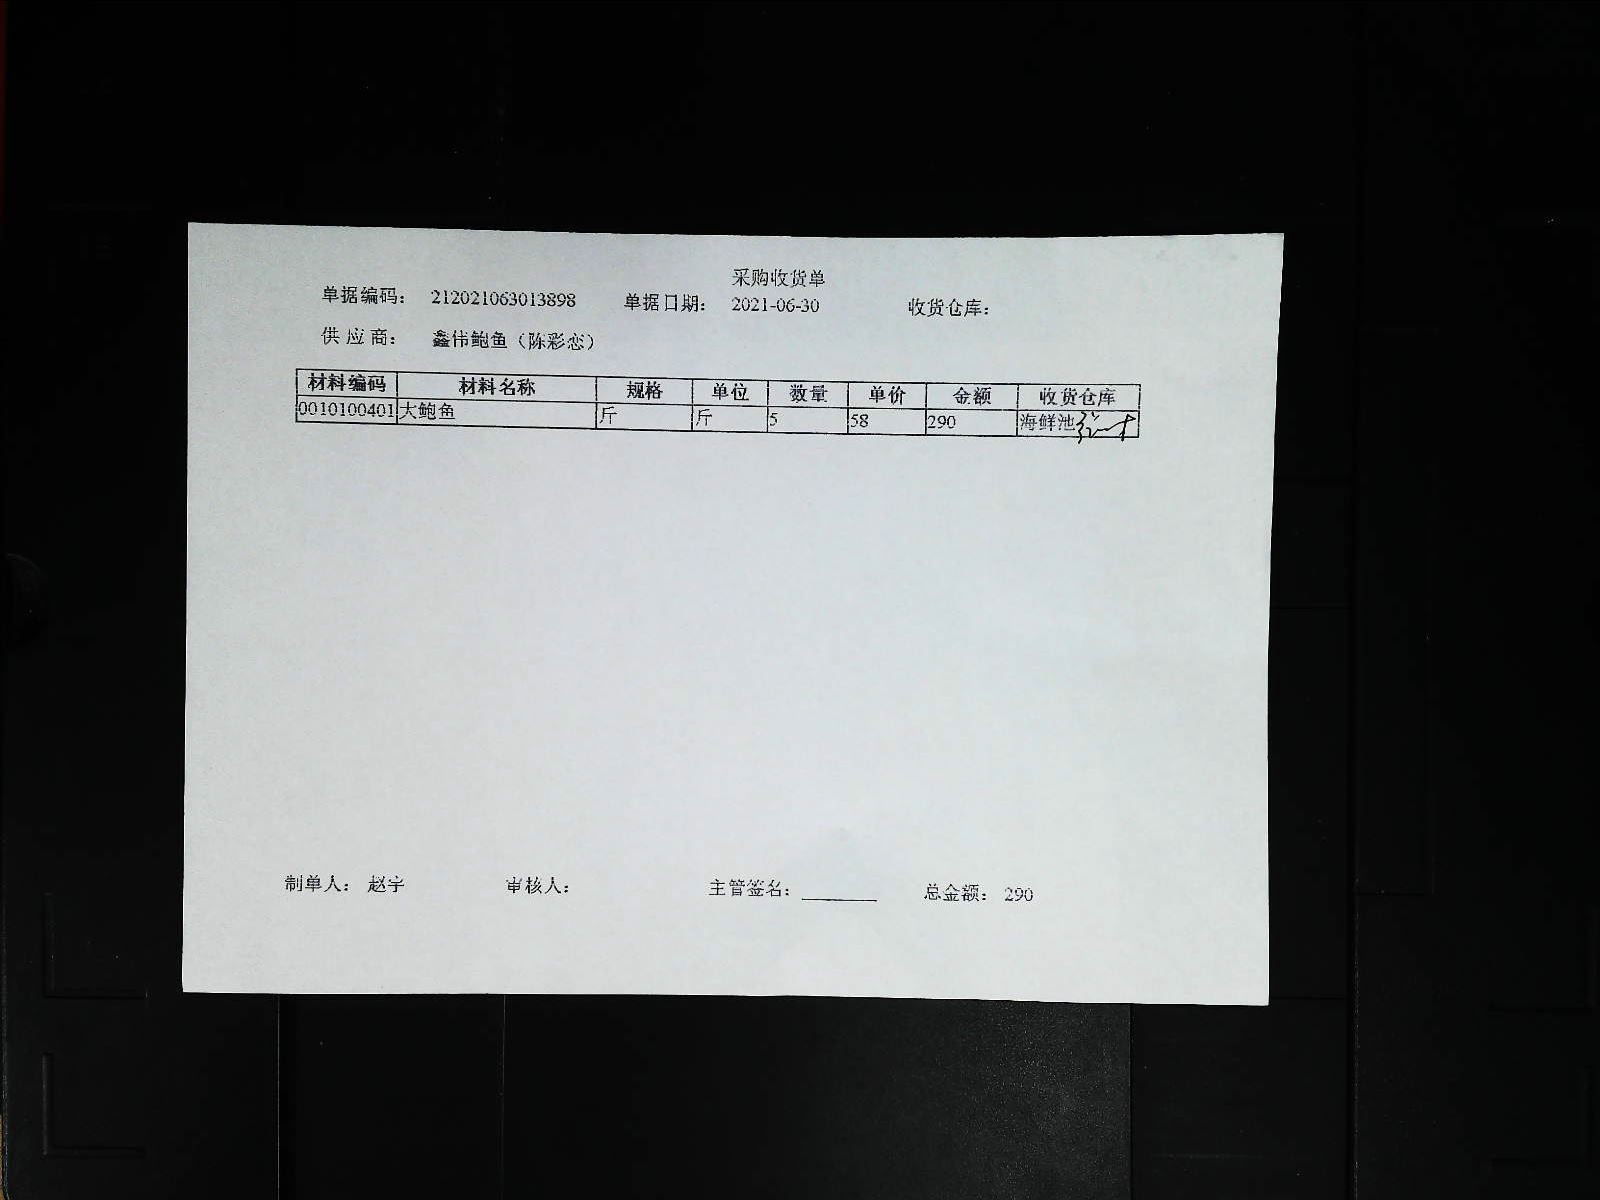 采购收货单
单据编码： 212021063013898 单据日期： 2021-06-30 收货仓库：
供应商： 鑫伟鲍鱼（陈彩恋）
材料编码 材料名称 规格 单位 数量 单价 金额 收货仓库
0010100401 大鲍鱼 斤 斤 5 58 290 海鲜池
制单人： 赵宇 审核人： 主管签名： 总金额： 290